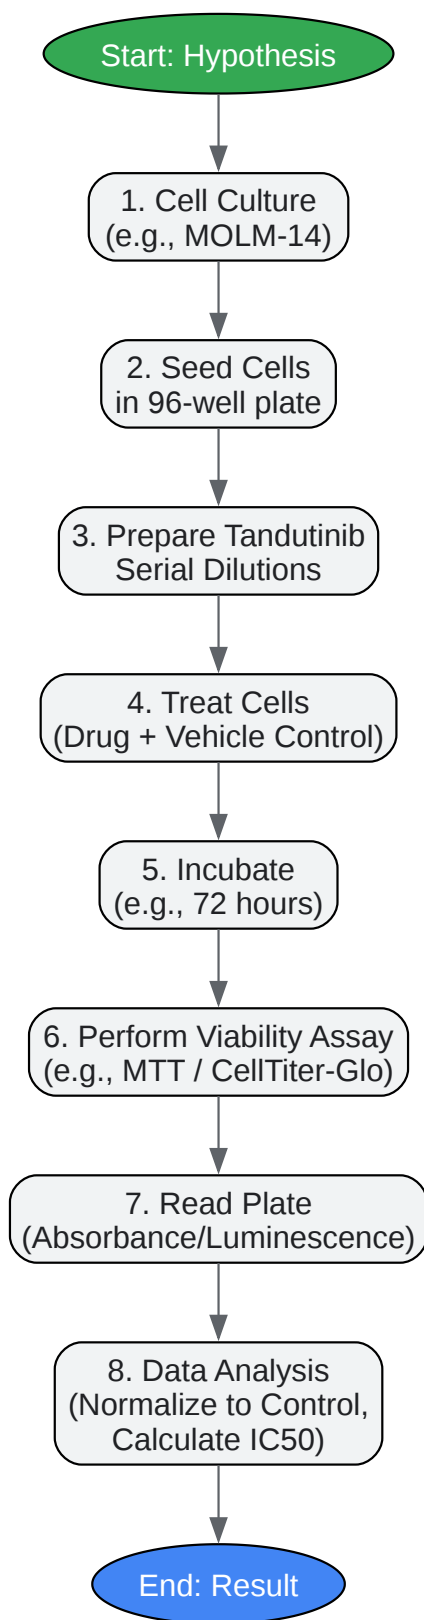 Start: Hypothesis
1. Cell Culture
(e.g., MOLM-14)
2. Seed Cells
in 96-well plate
3. Prepare Tandutinib
Serial Dilutions
4. Treat Cells
(Drug + Vehicle Control)
5. Incubate
(e.g., 72 hours)
6. Perform Viability Assay
(e.g., MTT / CellTiter-Glo)
7. Read Plate
(Absorbance/Luminescence)
8. Data Analysis
(Normalize to Control,
Calculate IC50)
End: Result